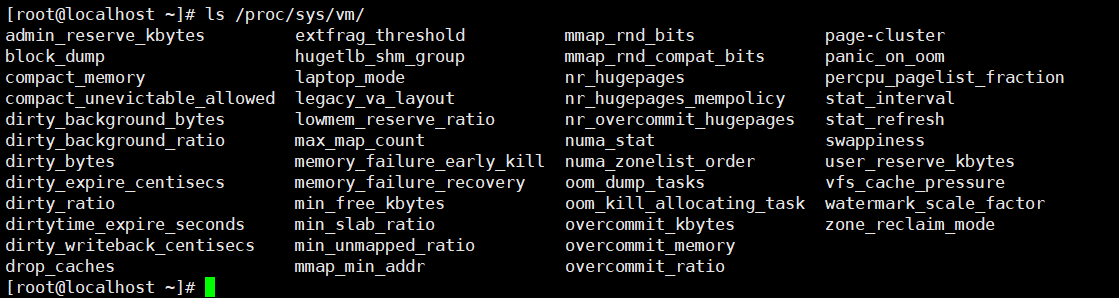 [root@localhost ~]# ls /proc/sys/vm/
admin_reserve_kbytes extfrag_threshold mmap_rnd_bits page-cluster
block_dump hugetlb_shm_group mmap_rnd_compat_bits panic_on_oom
compact_memory laptop_mode nr_hugepages percpu_pagelist_fraction
compact_unevictable_allowed legacy_va_layout nr_hugepages_mempolicy stat_interval
dirty_background_bytes lowmem_reserve_ratio nr_overcommit_hugepages stat_refresh
dirty_background_ratio max_map_count numa_stat swappiness
dirty_bytes memory_failure_early_kill numa_zonelist_order user_reserve_kbytes
dirty_expire_centisecs memory_failure_recovery oom_dump_tasks vfs_cache_pressure
dirty_ratio min_free_kbytes oom_kill_allocating_task watermark_scale_factor
dirtytime_expire_seconds min_slab_ratio overcommit_kbytes zone_reclaim_mode
dirty_writeback_centisecs min_unmapped_ratio overcommit_memory
drop_caches mmap_min_addr overcommit_ratio
[root@localhost ~]#